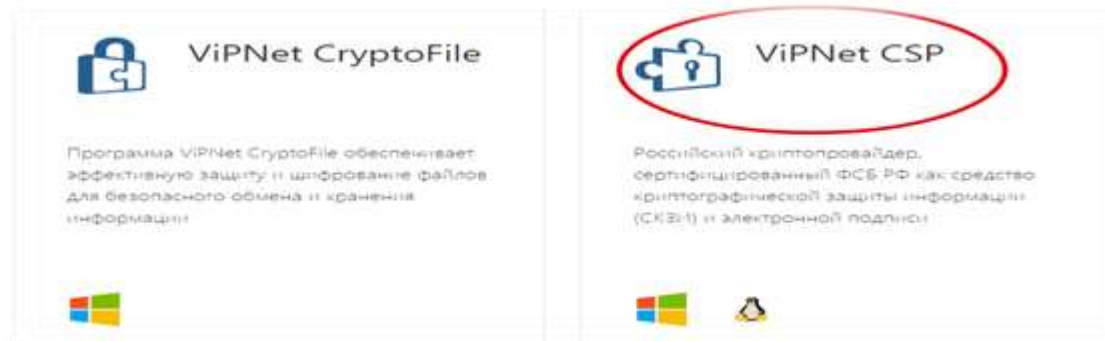 ViPNet CryptoFile
Программа ViPNet CryptoFile обеспечивает
эффективную защиту и шифрование файлов
для безопасного обмена и хранения
информации
ViPNet CSP
Российский криптопровайдер,
сертифицированный ФСБ РФ как средство
криптографической защиты информации
(СКЗИ) и электронной подписи